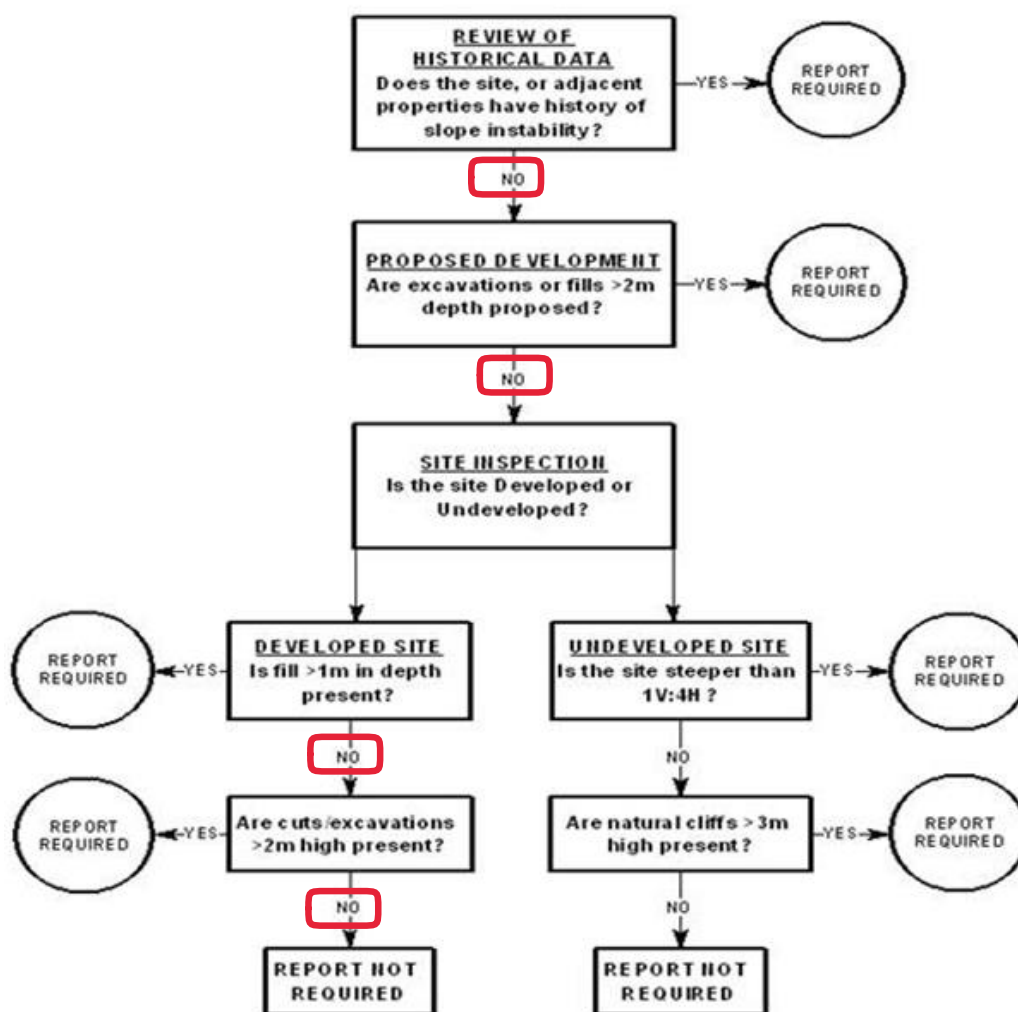 REVIEW OF
HISTORICAL DATA
Does the site, or adjacent
properties have history of
slope instability?
YES
REPORT
REQUIRED
NO
PROPOSED DEVELOPMENT
Are excavations or fills >2m
depth proposed?
YES
REPORT
REQUIRED
NO
SITE INSPECTION
Is the site Developed or
Undeveloped?
REPORT
REQUIRED
YES
DEVELOPED SITE
Is fill >1m in depth
present?
UNDEVELOPED SITE
Is the site steeper than
1V:4H ?
YES
REPORT
REQUIRED
NO
NO
REPORT
REQUIRED
YES
Are cuts/excavations
>2m high present?
Are natural cliffs >3m
high present?
YES
REPORT
REQUIRED
NO
NO
REPORT NOT
REQUIRED
REPORT NOT
REQUIRED